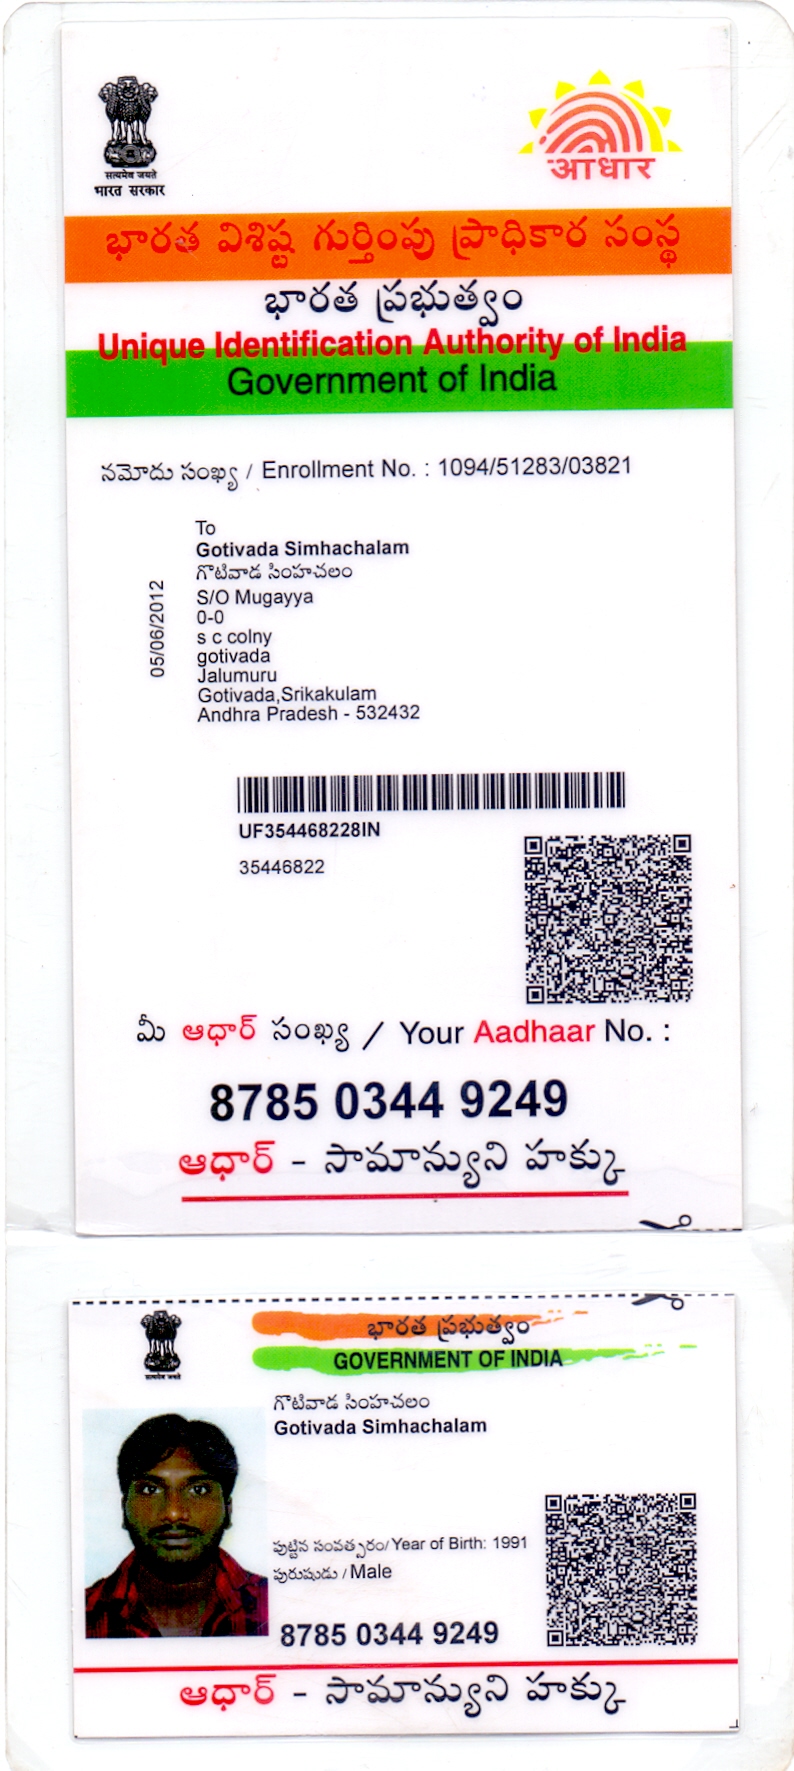 सत्यमेव जयते
भारत सरकार
आधार
భారత విశిష్ట గుర్తింపు ప్రాధికార సంస్థ
భారత ప్రభుత్వం
Unique Identification Authority of India
Government of India
నమోదు సంఖ్య / Enrollment No. : 1094/51283/03821
To
Gotivada Simhachalam
గొటివాడ సింహచలం
S/O Mugayya
0-0
s c colny
gotivada
Jalumuru
Gotivada,Srikakulam
Andhra Pradesh - 532432
05/06/2012
UF354468228IN
35446822
మీ ఆధార్ సంఖ్య / Your Aadhaar No. :
8785 0344 9249
ఆధార్ - సామాన్యుని హక్కు
భారత ప్రభుత్వం
GOVERNMENT OF INDIA
सत्यमेव जयते
గొటివాడ సింహచలం
Gotivada Simhachalam
పుట్టిన సంవత్సరం/ Year of Birth: 1991
పురుషుడు / Male
8785 0344 9249
ఆధార్ - సామాన్యుని హక్కు